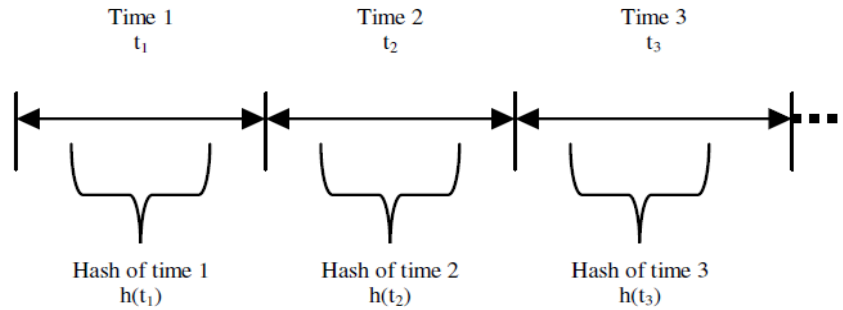 Time 1
t₁
Time 2
t₂
Time 3
t₃
Hash of time 1
h(t₁)
Hash of time 2
h(t₂)
Hash of time 3
h(t₃)